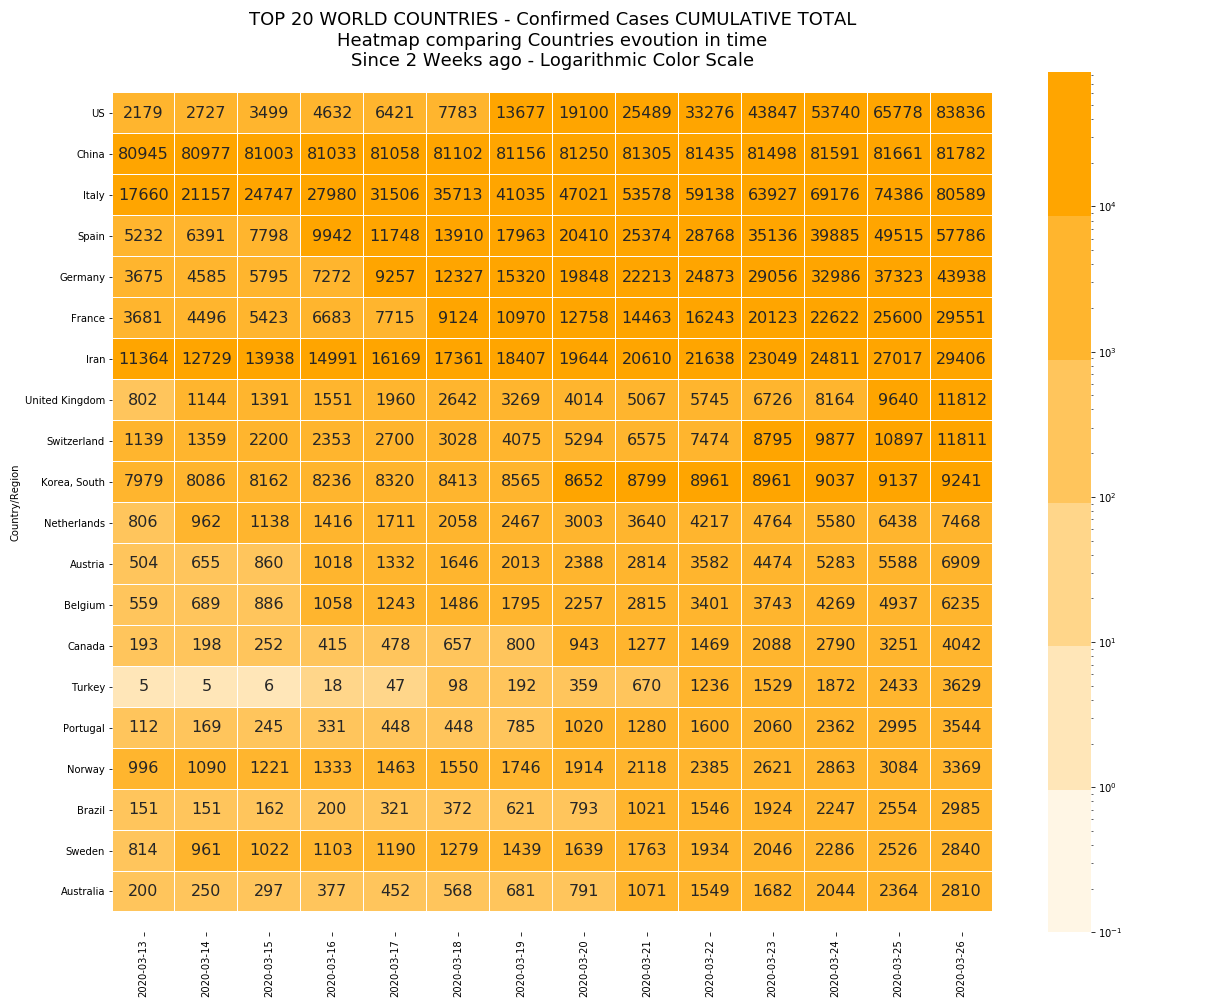 TOP 20 WORLD COUNTRIES - Confirmed Cases CUMULATIVE TOTAL
Heatmap comparing Countries evoution in time
Since 2 Weeks ago - Logarithmic Color Scale
Country/Region
US 2179 2727 3499 4632 6421 7783 13677 19100 25489 33276 43847 53740 65778 83836
China 80945 80977 81003 81033 81058 81102 81156 81250 81305 81435 81498 81591 81661 81782
Italy 17660 21157 24747 27980 31506 35713 41035 47021 53578 59138 63927 69176 74386 80589
Spain 5232 6391 7798 9942 11748 13910 17963 20410 25374 28768 35136 39885 49515 57786
Germany 3675 4585 5795 7272 9257 12327 15320 19848 22213 24873 29056 32986 37323 43938
France 3681 4496 5423 6683 7715 9124 10970 12758 14463 16243 20123 22622 25600 29551
Iran 11364 12729 13938 14991 16169 17361 18407 19644 20610 21638 23049 24811 27017 29406
United Kingdom 802 1144 1391 1551 1960 2642 3269 4014 5067 5745 6726 8164 9640 11812
Switzerland 1139 1359 2200 2353 2700 3028 4075 5294 6575 7474 8795 9877 10897 11811
Korea, South 7979 8086 8162 8236 8320 8413 8565 8652 8799 8961 8961 9037 9137 9241
Netherlands 806 962 1138 1416 1711 2058 2467 3003 3640 4217 4764 5580 6438 7468
Austria 504 655 860 1018 1332 1646 2013 2388 2814 3582 4474 5283 5588 6909
Belgium 559 689 886 1058 1243 1486 1795 2257 2815 3401 3743 4269 4937 6235
Canada 193 198 252 415 478 657 800 943 1277 1469 2088 2790 3251 4042
Turkey 5 5 6 18 47 98 192 359 670 1236 1529 1872 2433 3629
Portugal 112 169 245 331 448 448 785 1020 1280 1600 2060 2362 2995 3544
Norway 996 1090 1221 1333 1463 1550 1746 1914 2118 2385 2621 2863 3084 3369
Brazil 151 151 162 200 321 372 621 793 1021 1546 1924 2247 2554 2985
Sweden 814 961 1022 1103 1190 1279 1439 1639 1763 1934 2046 2286 2526 2840
Australia 200 250 297 377 452 568 681 791 1071 1549 1682 2044 2364 2810
2020-03-13 2020-03-14 2020-03-15 2020-03-16 2020-03-17 2020-03-18 2020-03-19 2020-03-20 2020-03-21 2020-03-22 2020-03-23 2020-03-24 2020-03-25 2020-03-26
10⁴
10³
10²
10¹
10⁰
10⁻¹